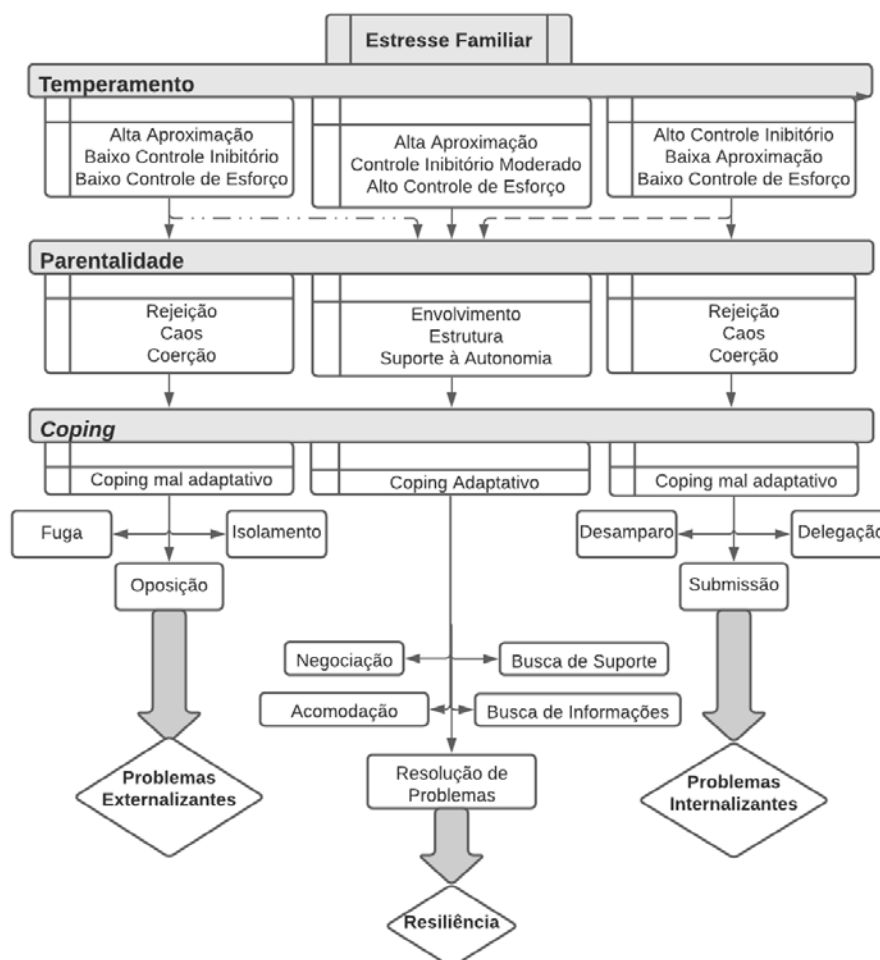 Estresse Familiar
Temperamento
Alta Aproximação
Baixo Controle Inibitório
Baixo Controle de Esforço
Alta Aproximação
Controle Inibitório Moderado
Alto Controle de Esforço
Alto Controle Inibitório
Baixa Aproximação
Baixo Controle de Esforço
Parentalidade
Rejeição
Caos
Coerção
Envolvimento
Estrutura
Suporte à Autonomia
Rejeição
Caos
Coerção
Coping
Coping mal adaptativo
Coping Adaptativo
Coping mal adaptativo
Fuga
Isolamento
Desamparo
Delegação
Oposição
Submissão
Negociação
Busca de Suporte
Acomodação
Busca de Informações
Problemas
Externalizantes
Resolução de
Problemas
Problemas
Internalizantes
Resiliência